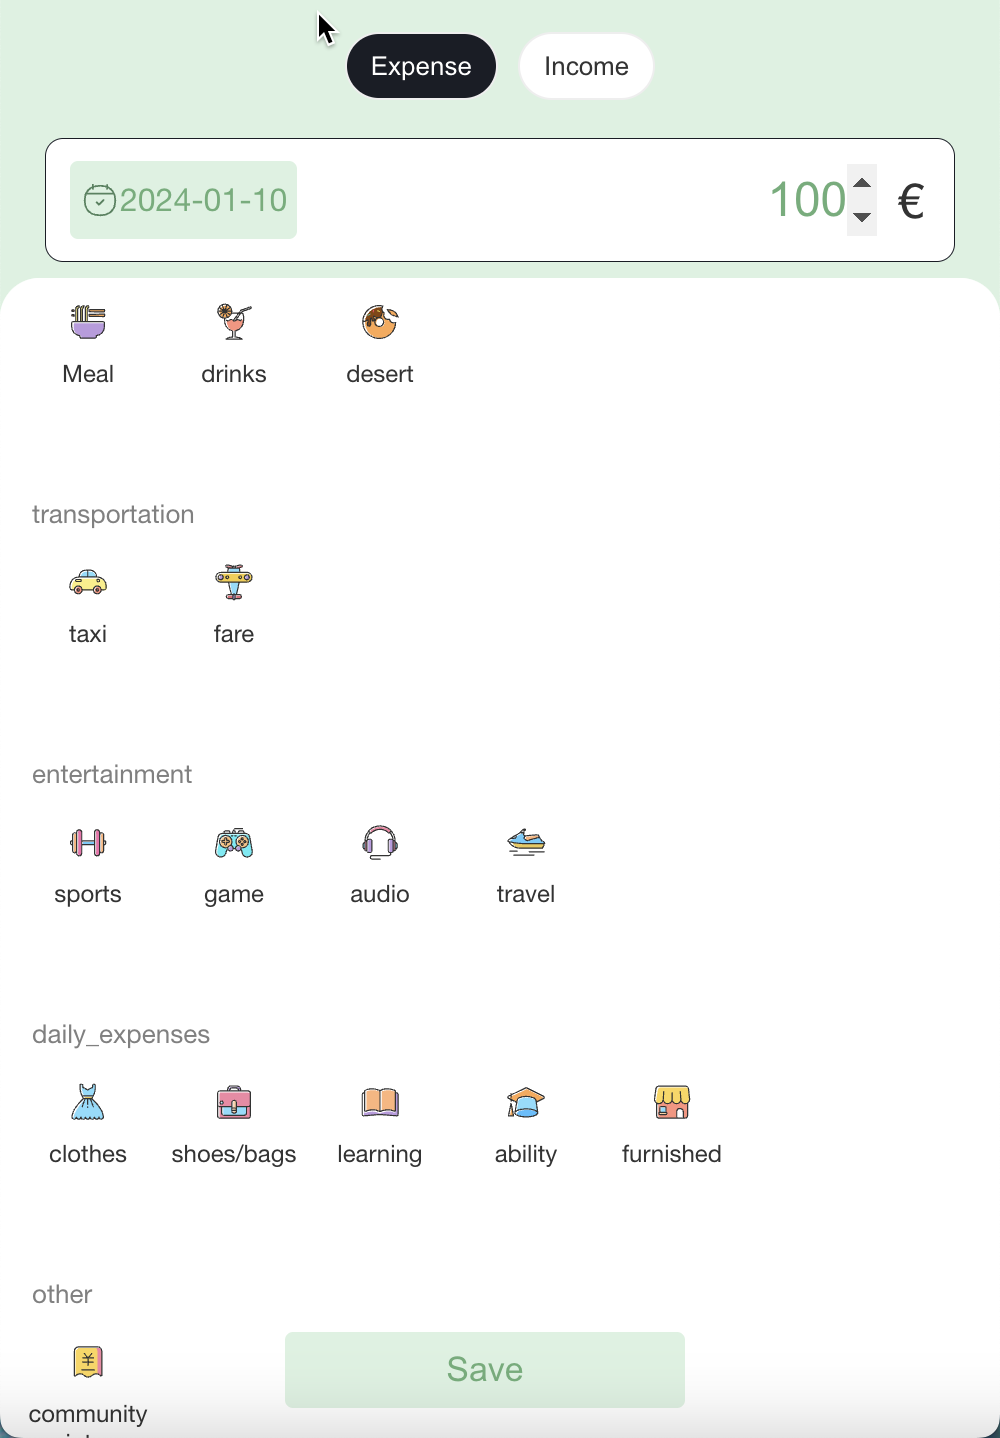 Expense Income
2024-01-10 100 €
Meal drinks desert
transportation
taxi fare
entertainment
sports game audio travel
daily_expenses
clothes shoes/bags learning ability furnished
other
¥
Save
community